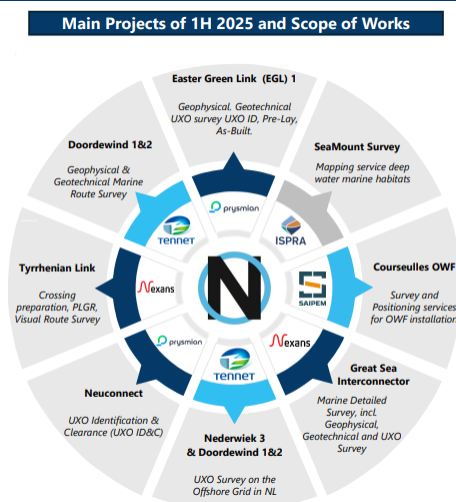 Main Projects of 1H 2025 and Scope of Works
Easter Green Link (EGL) 1
Geophysical. Geotechnical
UXO survey UXO ID, Pre-Lay,
As-Built.
prysmian
SeaMount Survey
Mapping service deep
water marine habitats
ISPRA
Courseulles OWF
Survey and
Positioning services
for OWF installation
SAIPEM
Great Sea
Interconnector
Marine Detailed
Survey, incl.
Geophysical,
Geotechnical and UXO
Survey
Nexans
Nederwiek 3
& Doordewind 1&2
UXO Survey on the
Offshore Grid in NL
TENNET
Neuconnect
UXO Identification &
Clearance (UXO ID&C)
prysmian
Tyrrhenian Link
Crossing
preparation, PLGR,
Visual Route Survey
Nexans
Doordewind 1&2
Geophysical &
Geotechnical Marine
Route Survey
TENNET
N